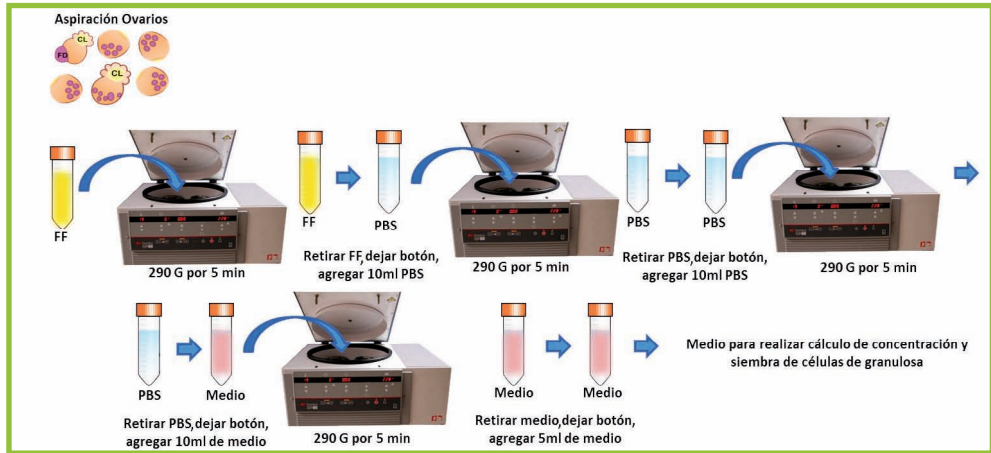 Aspiración Ovarios
CL
FD
CL
FF
290 G por 5 min
FF
PBS
Retirar FF,dejar botón,
agregar 10ml PBS
290 G por 5 min
PBS
PBS
Retirar PBS,dejar botón,
agregar 10ml PBS
290 G por 5 min
PBS
Medio
Retirar PBS,dejar botón,
agregar 10ml de medio
290 G por 5 min
Medio
Medio
Retirar medio,dejar botón,
agregar 5ml de medio
Medio para realizar cálculo de concentración y
siembra de células de granulosa